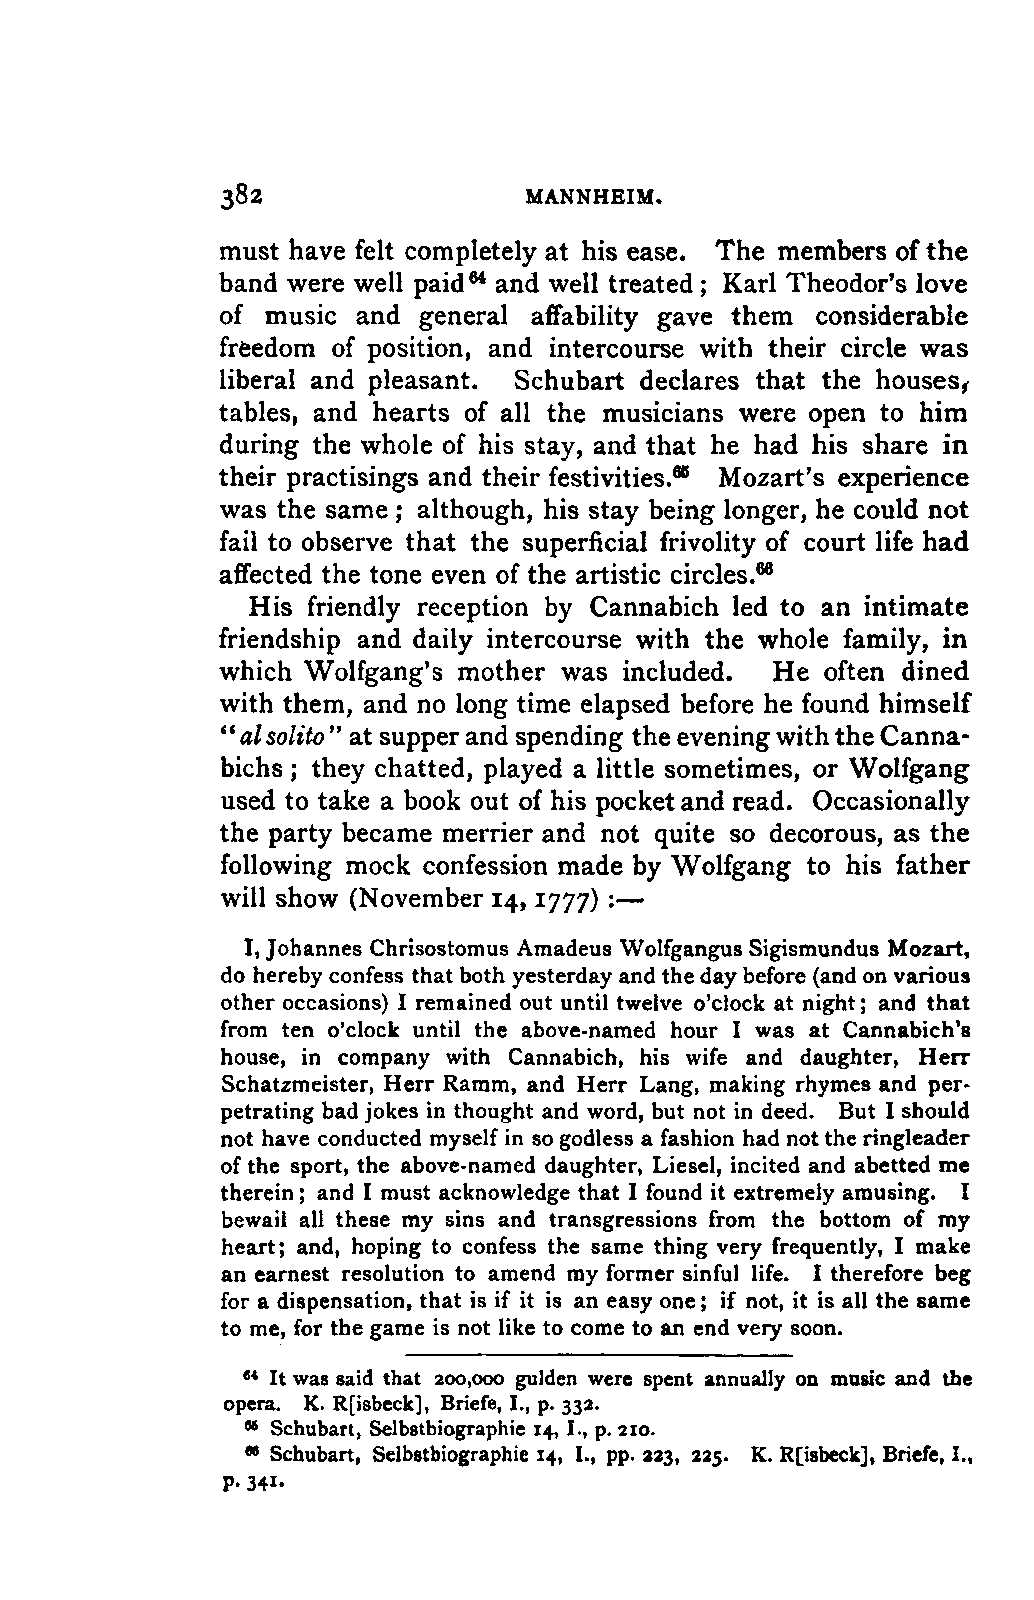 382 MANNHEIM.
must have felt completely at his ease. The members of the
band were well paid⁶⁴ and well treated ; Karl Theodor's love
of music and general affability gave them considerable
freedom of position, and intercourse with their circle was
liberal and pleasant. Schubart declares that the houses,
tables, and hearts of all the musicians were open to him
during the whole of his stay, and that he had his share in
their practisings and their festivities.⁶⁵ Mozart's experience
was the same ; although, his stay being longer, he could not
fail to observe that the superficial frivolity of court life had
affected the tone even of the artistic circles.⁶⁶
His friendly reception by Cannabich led to an intimate
friendship and daily intercourse with the whole family, in
which Wolfgang's mother was included. He often dined
with them, and no long time elapsed before he found himself
"al solito" at supper and spending the evening with the Canna-
bichs ; they chatted, played a little sometimes, or Wolfgang
used to take a book out of his pocket and read. Occasionally
the party became merrier and not quite so decorous, as the
following mock confession made by Wolfgang to his father
will show (November 14, 1777) :—
I, Johannes Chrisostomus Amadeus Wolfgangus Sigismundus Mozart,
do hereby confess that both yesterday and the day before (and on various
other occasions) I remained out until twelve o'clock at night ; and that
from ten o'clock until the above-named hour I was at Cannabich's
house, in company with Cannabich, his wife and daughter, Herr
Schatzmeister, Herr Ramm, and Herr Lang, making rhymes and per-
petrating bad jokes in thought and word, but not in deed. But I should
not have conducted myself in so godless a fashion had not the ringleader
of the sport, the above-named daughter, Liesel, incited and abetted me
therein ; and I must acknowledge that I found it extremely amusing. I
bewail all these my sins and transgressions from the bottom of my
heart; and, hoping to confess the same thing very frequently, I make
an earnest resolution to amend my former sinful life. I therefore beg
for a dispensation, that is if it is an easy one ; if not, it is all the same
to me, for the game is not like to come to an end very soon.
⁶⁴ It was said that 200,000 gulden were spent annually on music and the
opera. K. R[isbeck], Briefe, I., p. 332.
⁶⁵ Schubart, Selbstbiographie 14, I., p. 210.
⁶⁶ Schubart, Selbstbiographie 14, I., pp. 223, 225. K. R[isbeck], Briefe, I.,
p. 341.